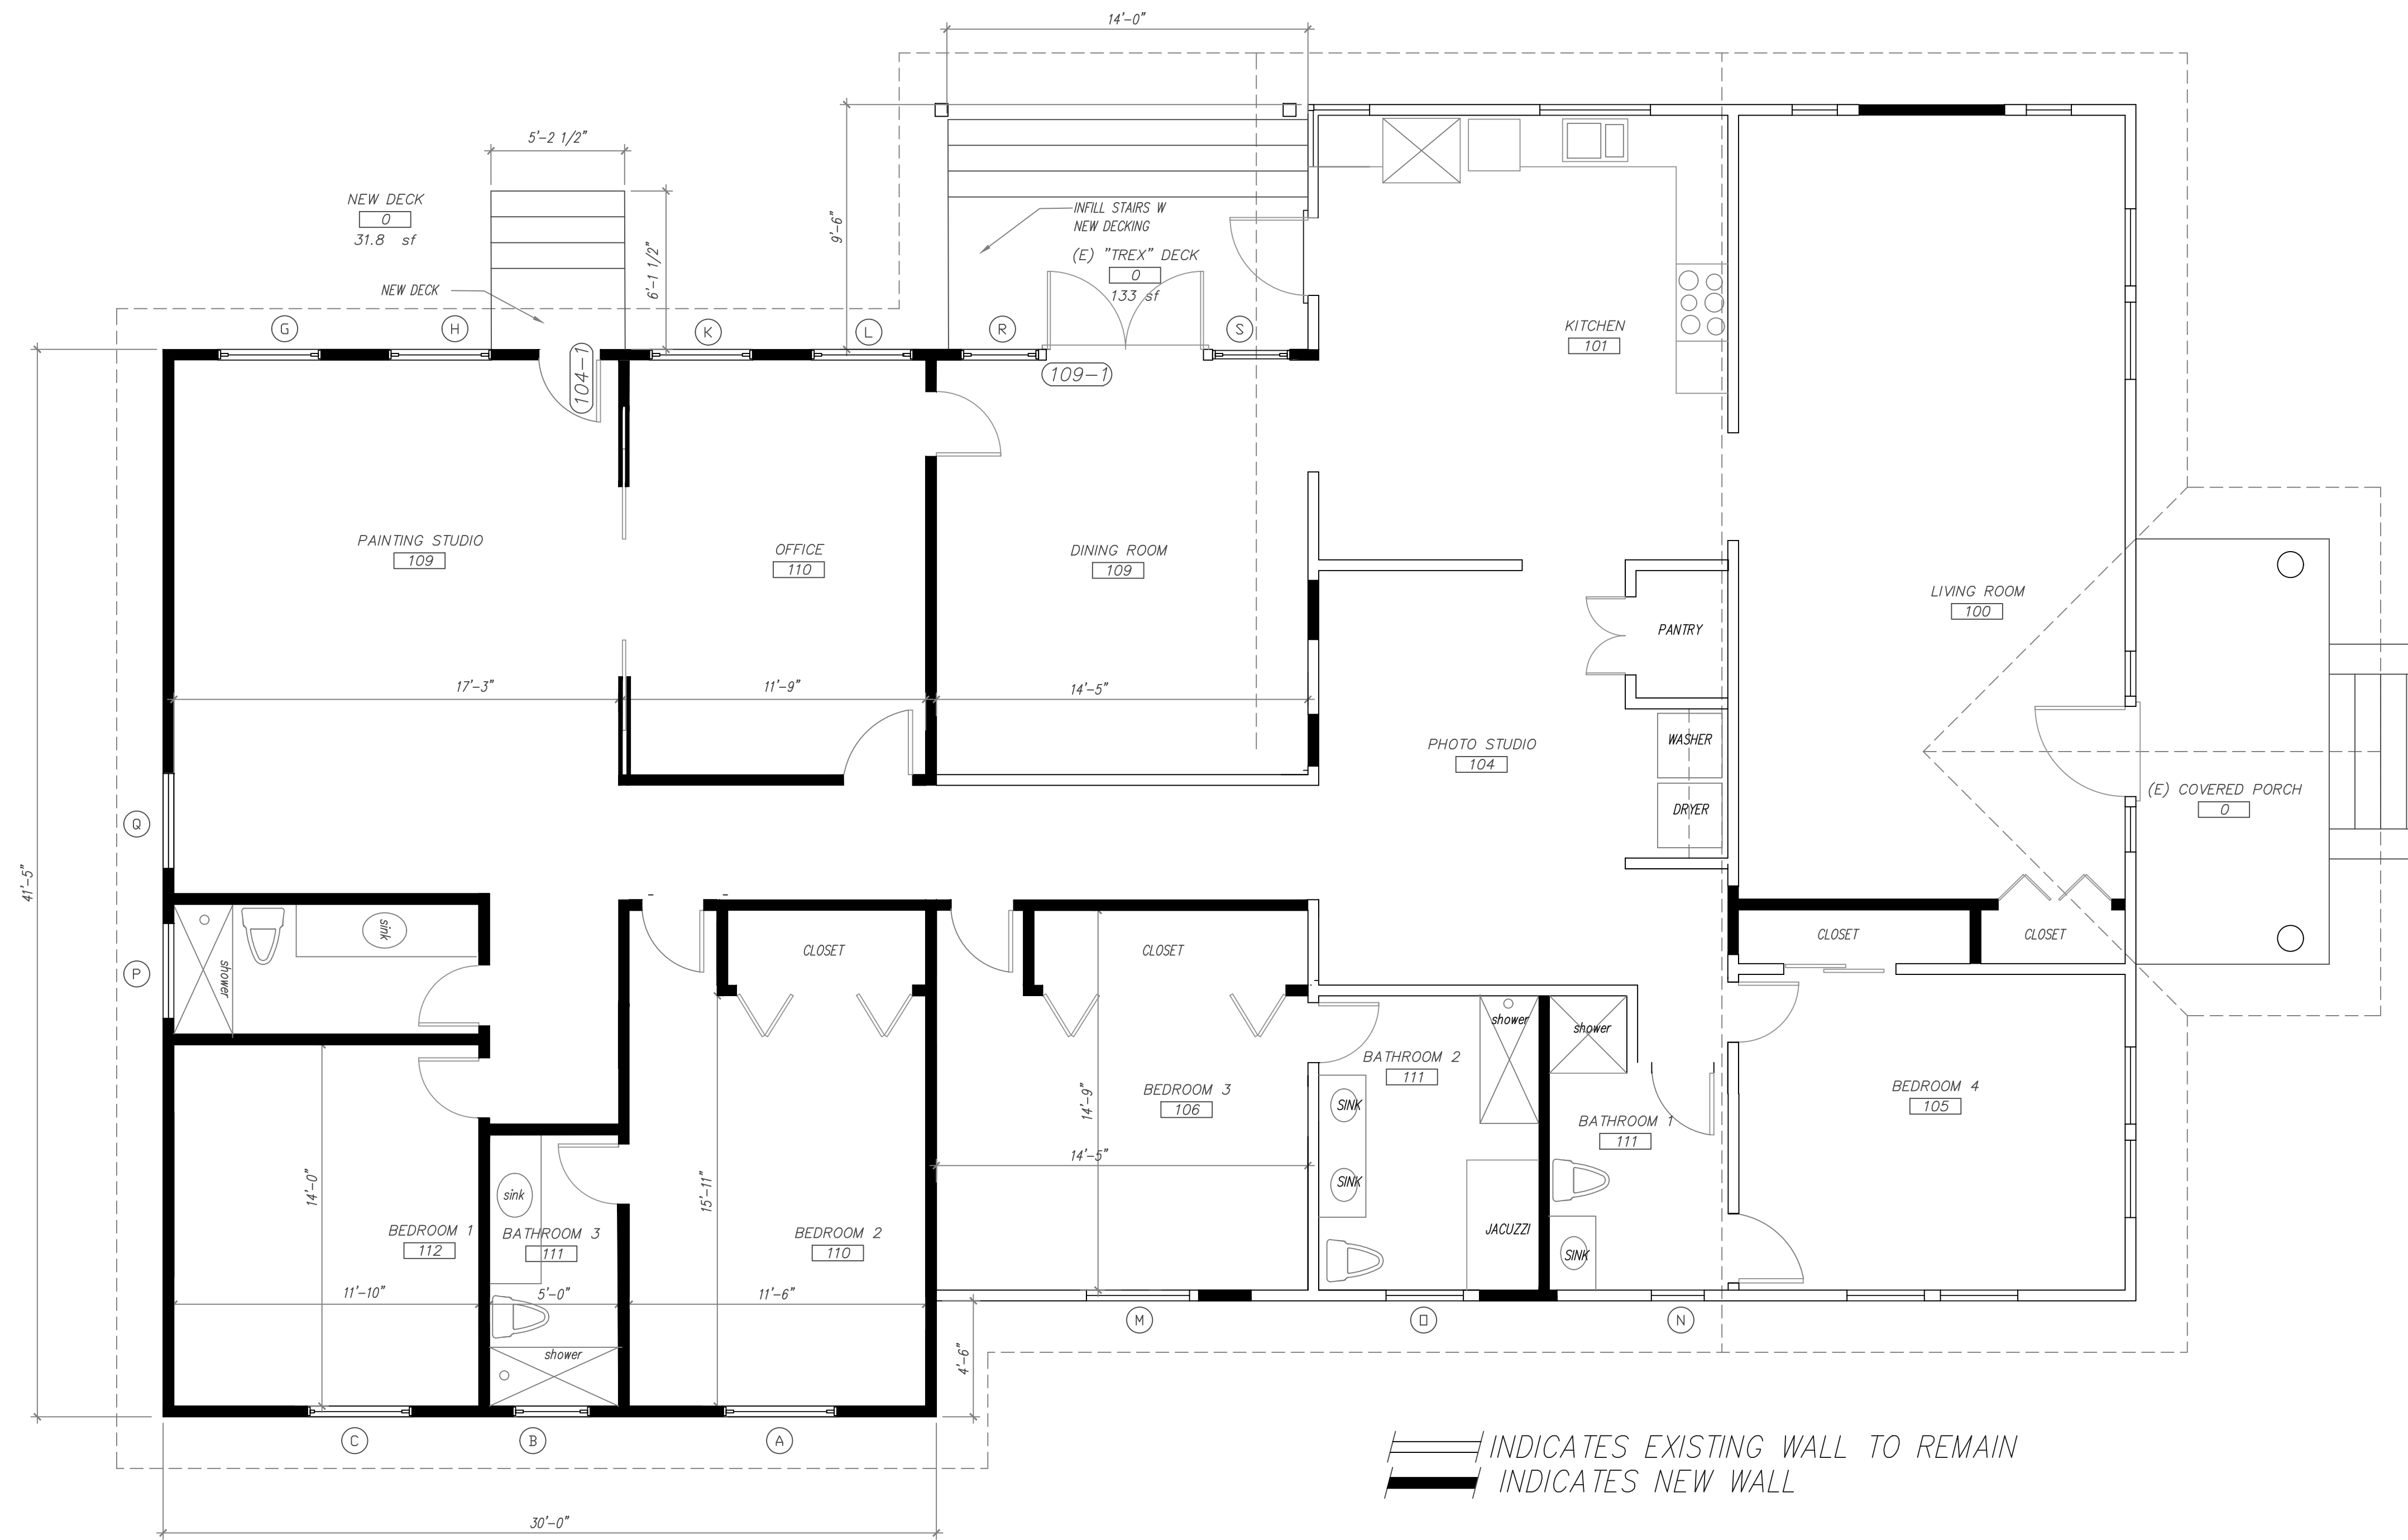 14'-0"
5'-2 1/2"
NEW DECK
0
31.8 sf
NEW DECK
6'-1 1/2"
9'-6"
INFILL STAIRS W
NEW DECKING
(E) "TREX" DECK
0
133 sf
G
H
K
L
R
S
104-1
109-1
KITCHEN
101
PAINTING STUDIO
109
OFFICE
110
DINING ROOM
109
LIVING ROOM
100
PANTRY
17'-3"
11'-9"
14'-5"
PHOTO STUDIO
104
WASHER
DRYER
(E) COVERED PORCH
0
Q
41'-5"
P
sink
shower
CLOSET
CLOSET
CLOSET
CLOSET
shower
shower
BATHROOM 2
111
BEDROOM 3
106
14'-9"
14'-5"
SINK
SINK
BATHROOM 1
111
BEDROOM 4
105
14'-0"
sink
15'-11"
BEDROOM 1
112
BATHROOM 3
111
BEDROOM 2
110
JACUZZI
SINK
11'-10"
5'-0"
11'-6"
shower
4'-6"
M
O
N
C
B
A
30'-0"
INDICATES EXISTING WALL TO REMAIN
INDICATES NEW WALL